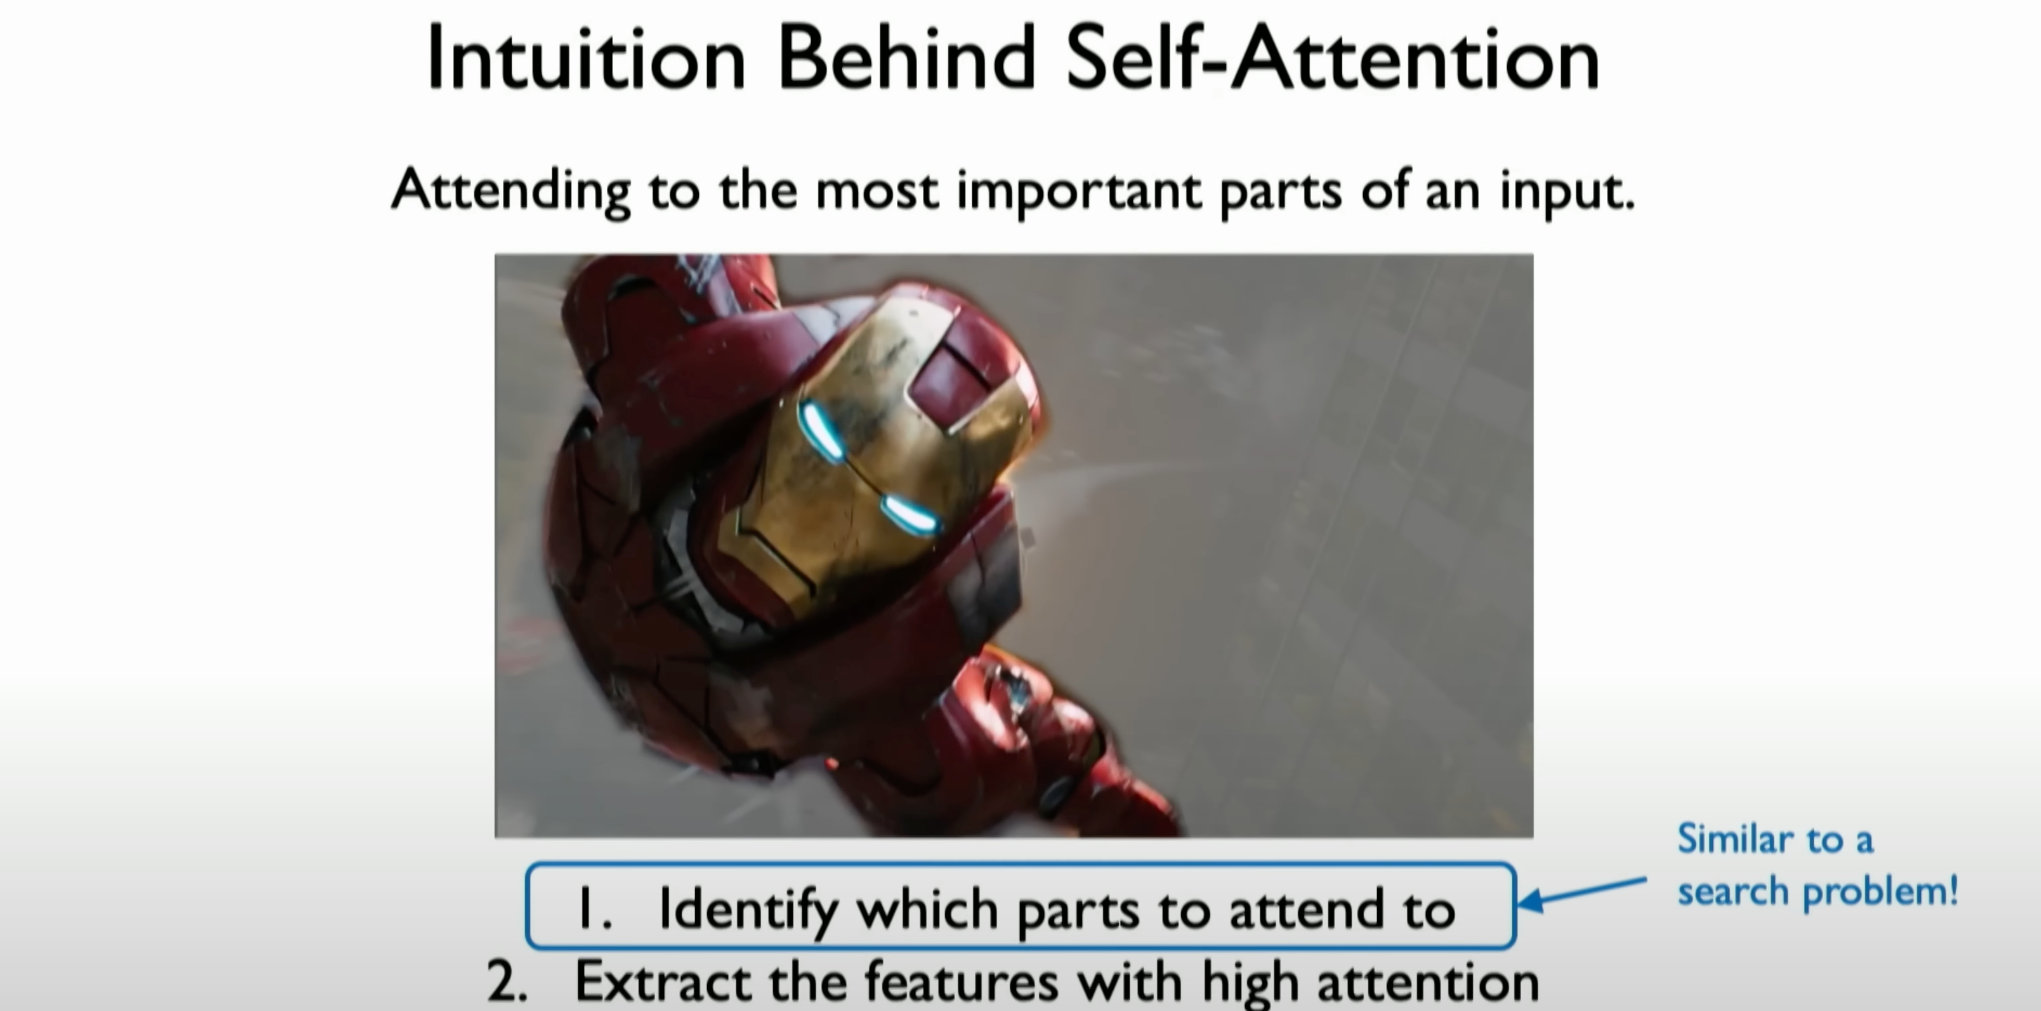 Intuition Behind Self-Attention
Attending to the most important parts of an input.
1. Identify which parts to attend to
Similar to a
search problem!
2. Extract the features with high attention